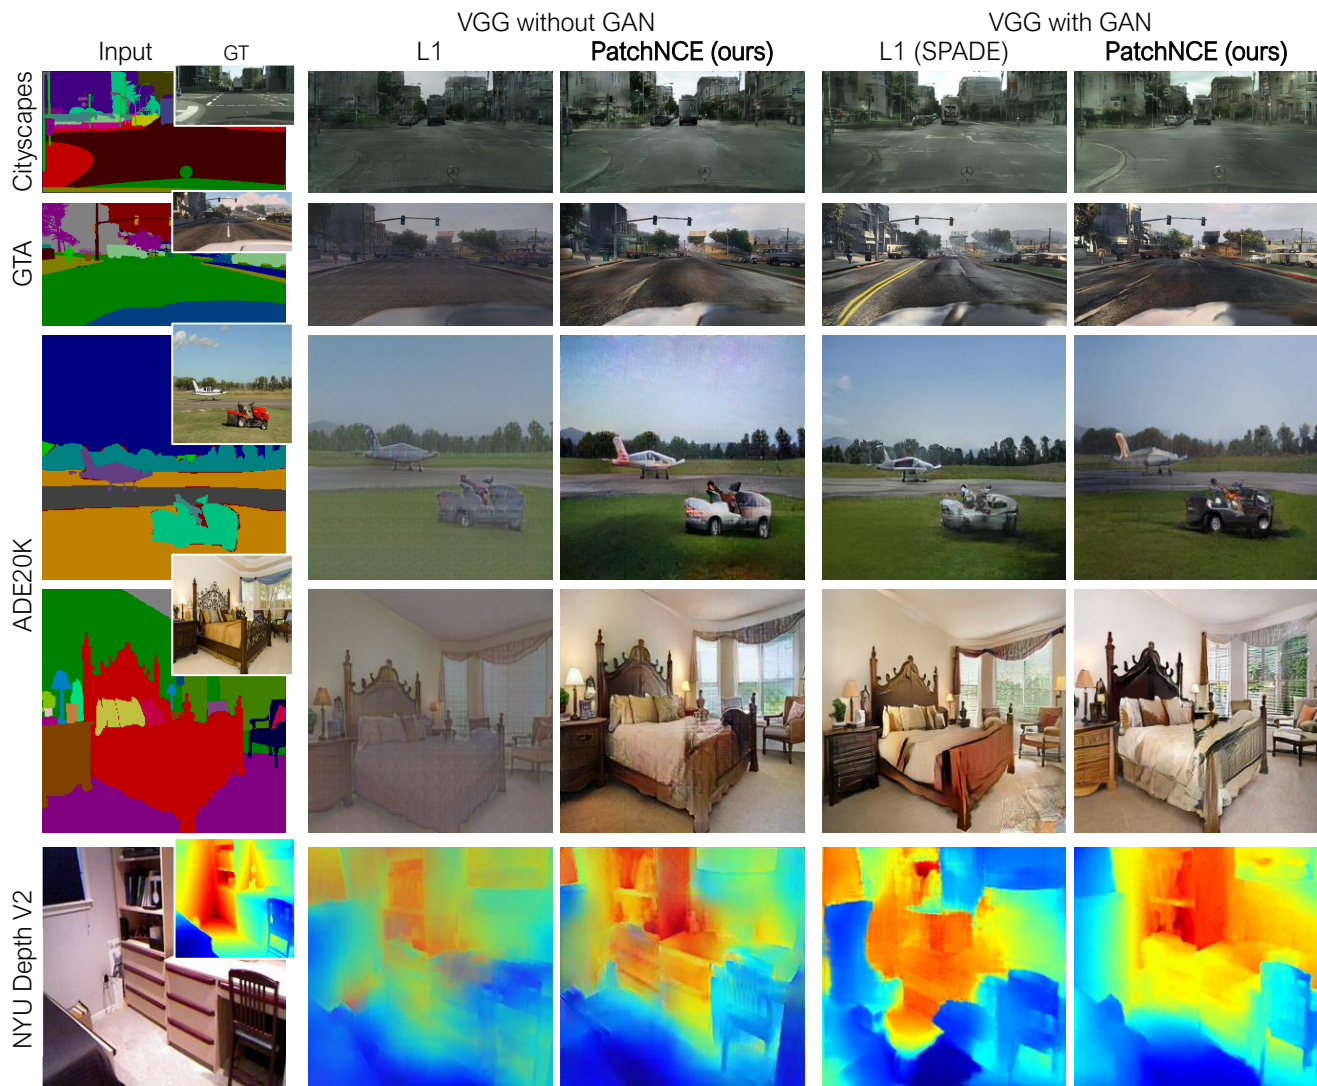 VGG without GAN
VGG with GAN
Input
GT
L1
PatchNCE (ours)
L1 (SPADE)
PatchNCE (ours)
Cityscapes
GTA
ADE20K
NYU Depth V2